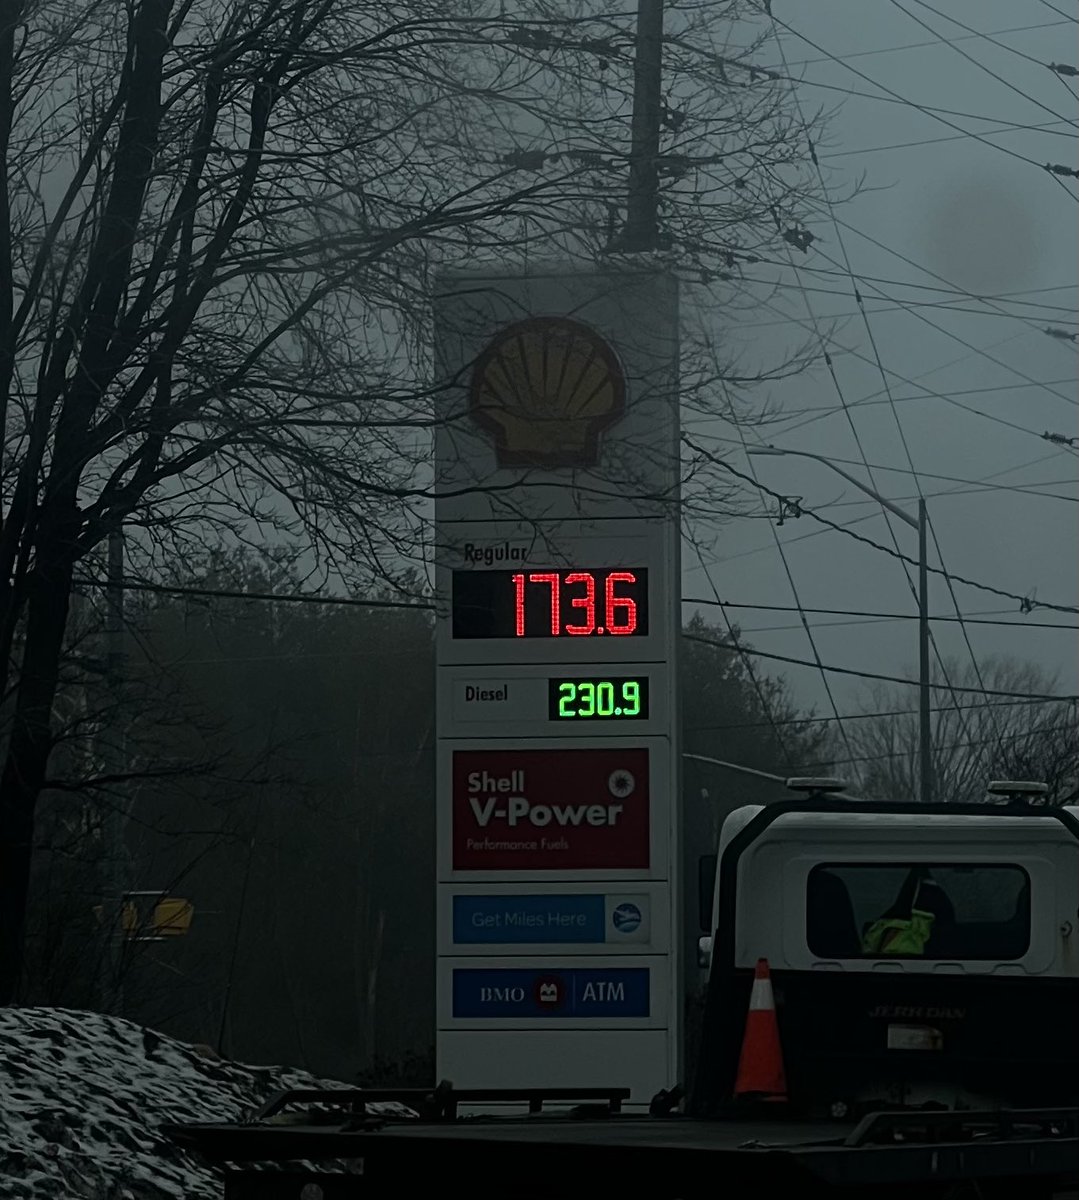 Regular
173.6
Diesel
230.9
Shell
V-Power
Performance Fuels
Get Miles Here
BMO ATM
JERR-DAN